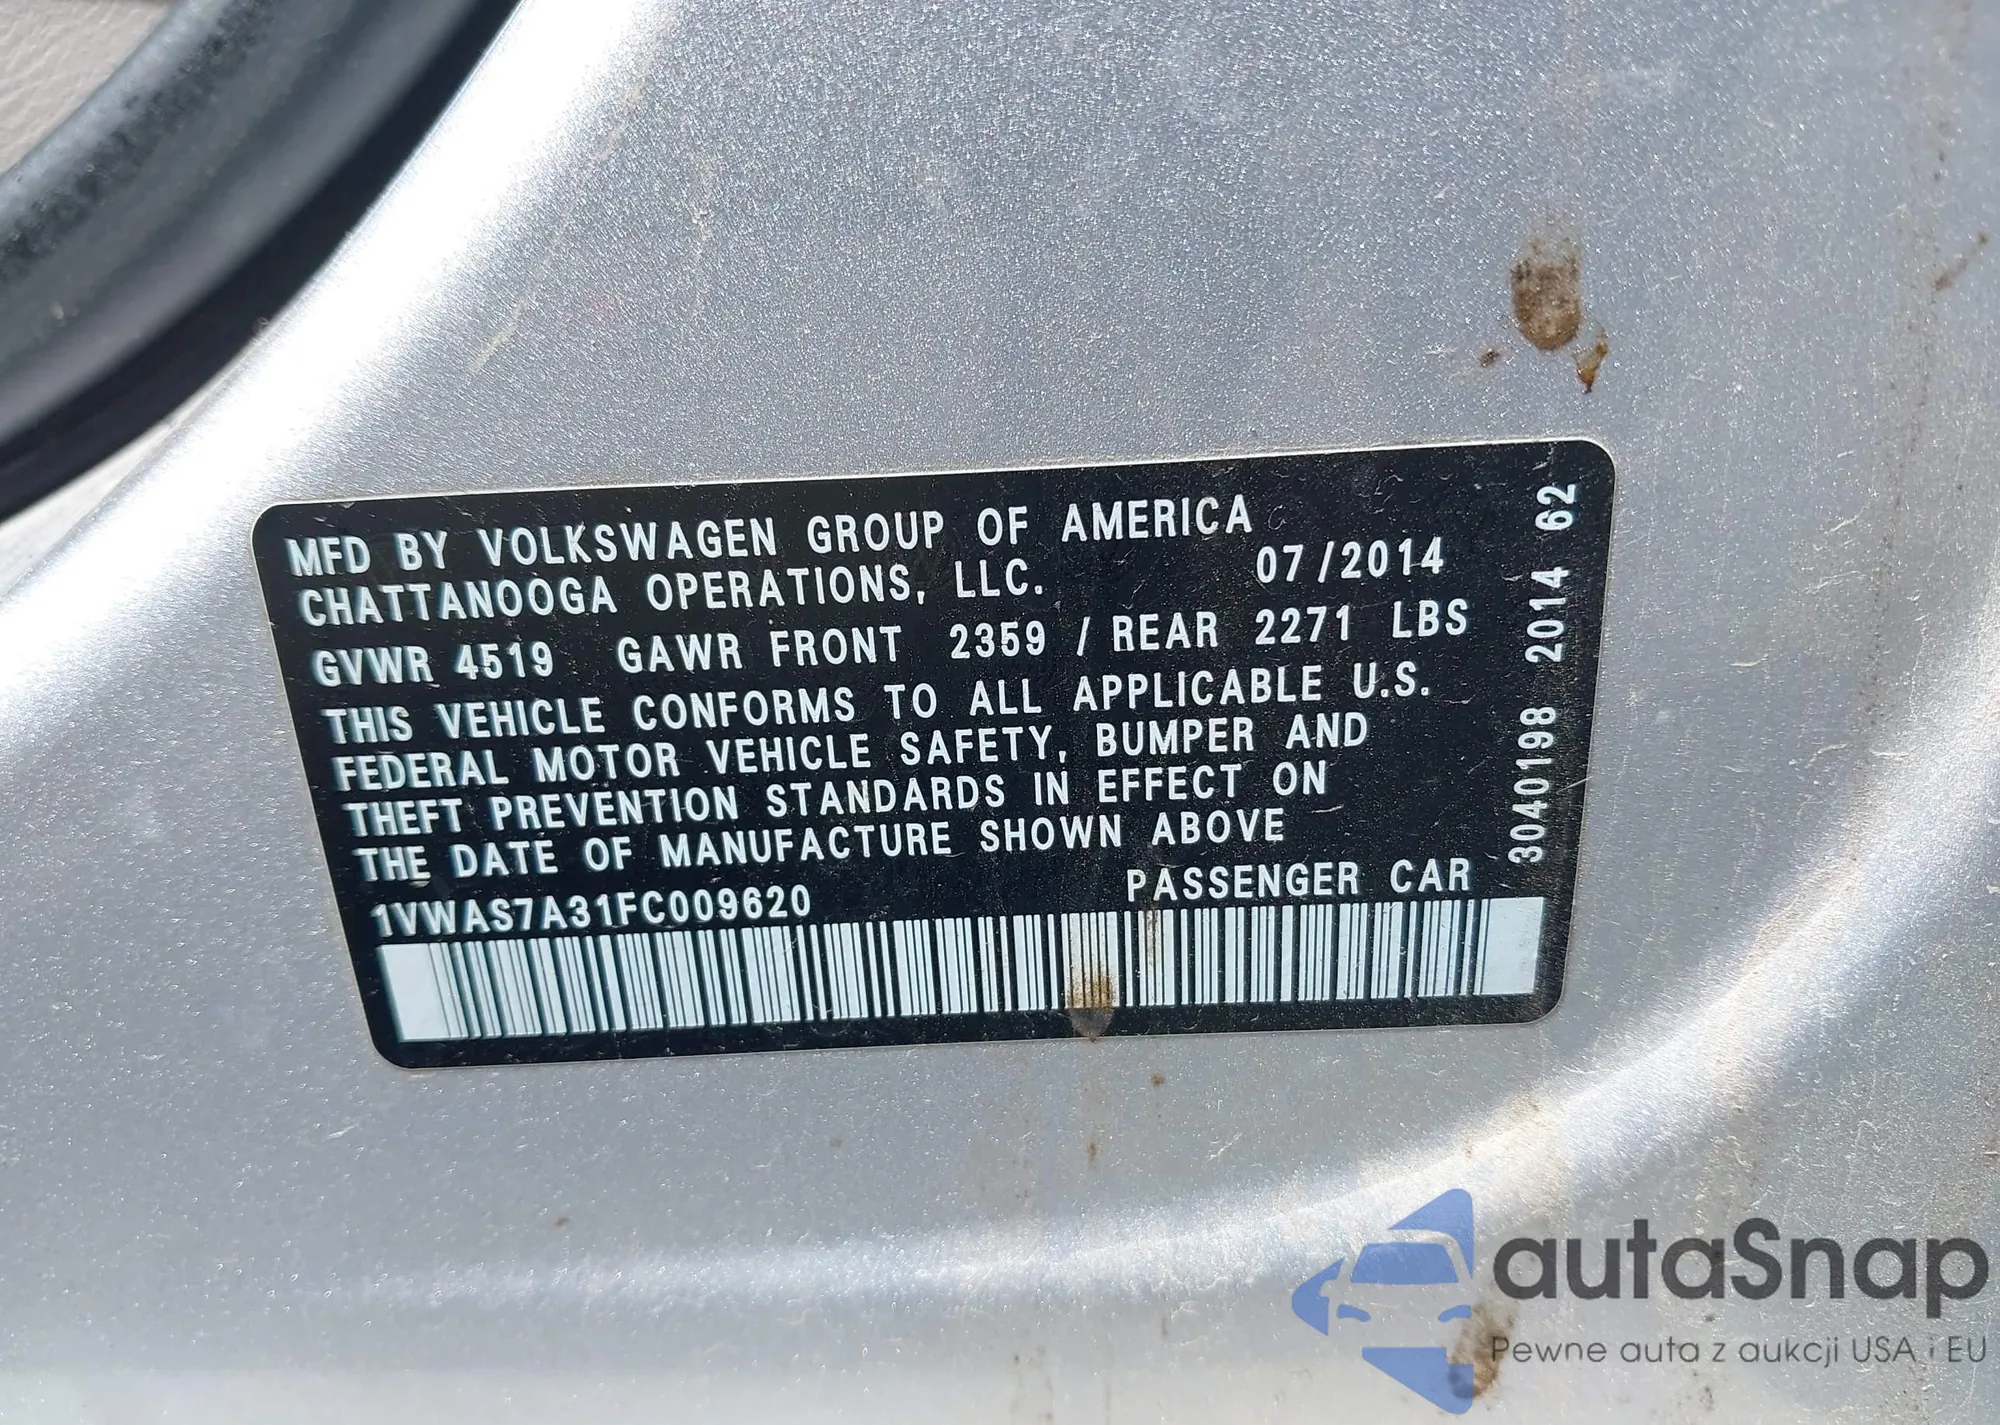 MFD BY VOLKSWAGEN GROUP OF AMERICA
CHATTANOOGA OPERATIONS, LLC. 07/2014
GVWR 4519 GAWR FRONT 2359 / REAR 2271 LBS
THIS VEHICLE CONFORMS TO ALL APPLICABLE U.S.
FEDERAL MOTOR VEHICLE SAFETY, BUMPER AND
THEFT PREVENTION STANDARDS IN EFFECT ON
THE DATE OF MANUFACTURE SHOWN ABOVE
1VWAS7A31FC009620 PASSENGER CAR
3040198 2014 62
autaSnap
Pewne auta z aukcji USA i EU